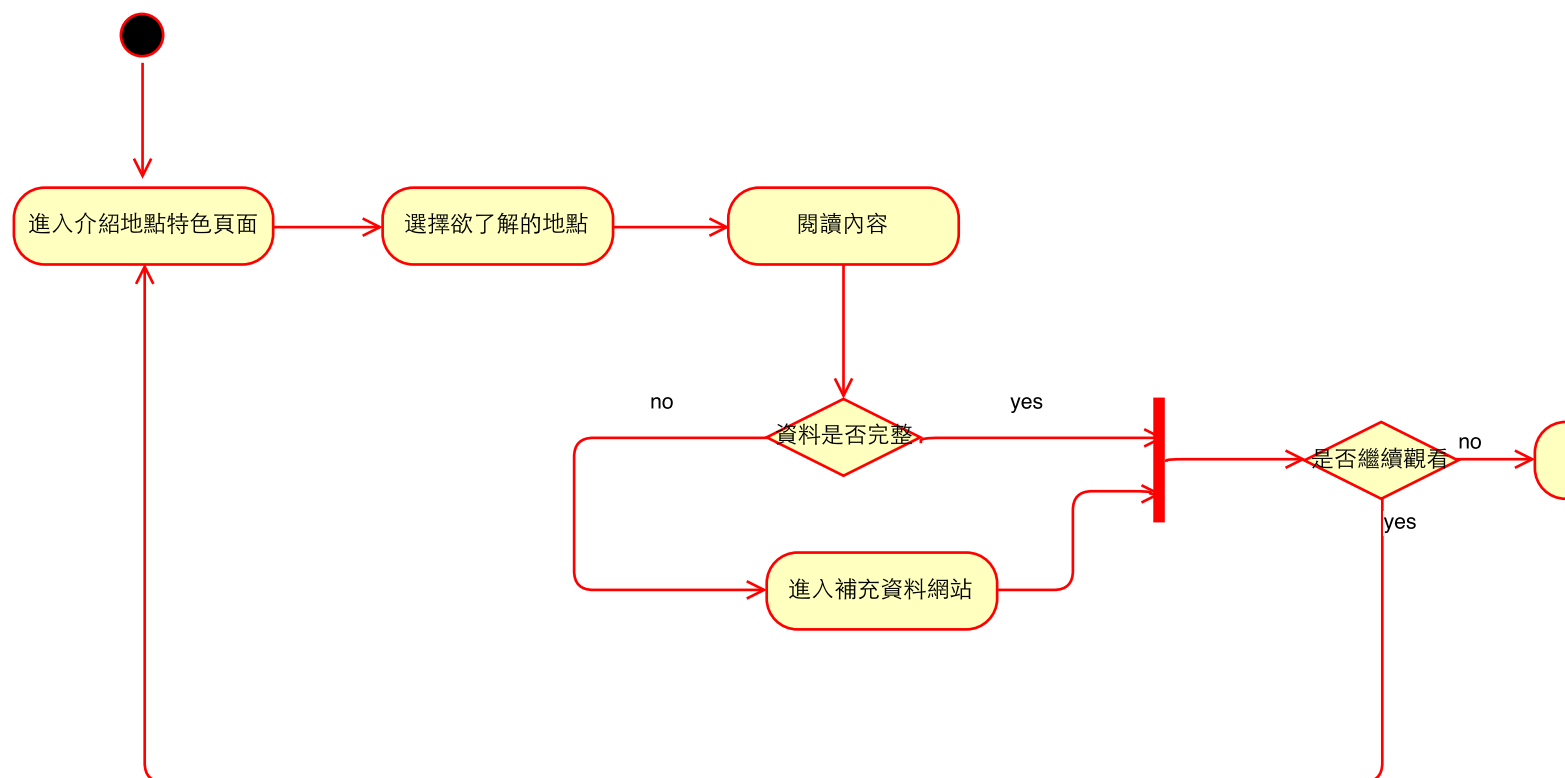 進入介紹地點特色頁面
選擇欲了解的地點
閱讀內容
no
資料是否完整
yes
是否繼續觀看
no
yes
進入補充資料網站